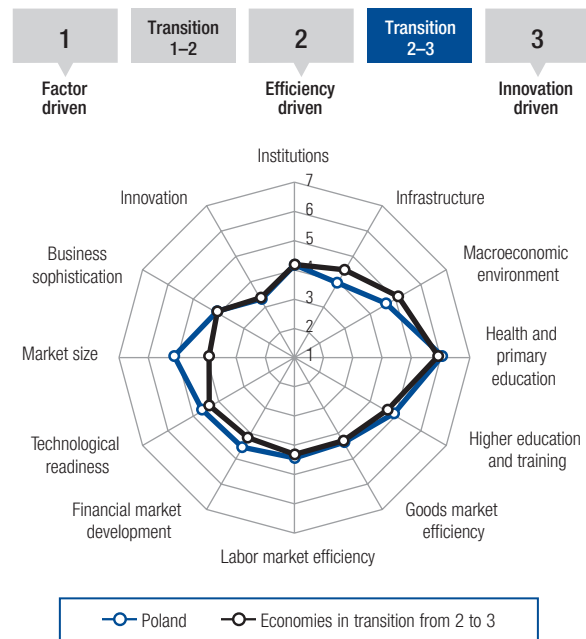 1
Transition
1–2
2
Transition
2–3
3
Factor
driven
Efficiency
driven
Innovation
driven
Institutions
7
6
5
4
3
2
1
Infrastructure
Macroeconomic
environment
Health and
primary
education
Higher education
and training
Goods market
efficiency
Labor market efficiency
Financial market
development
Technological
readiness
Market size
Business
sophistication
Innovation
Poland
Economies in transition from 2 to 3